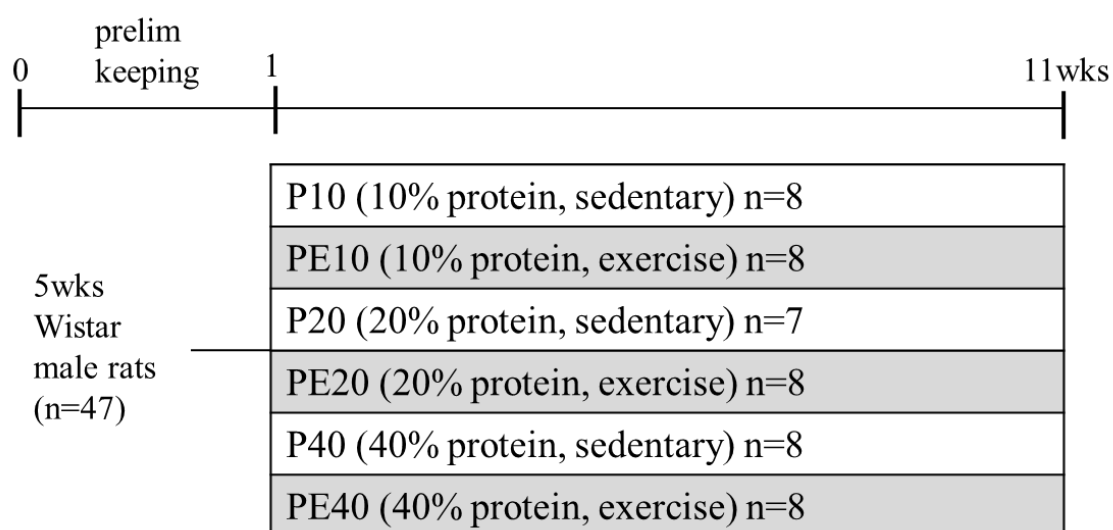 prelim
keeping
0
1
11wks
P10 (10% protein, sedentary) n=8
PE10 (10% protein, exercise) n=8
P20 (20% protein, sedentary) n=7
PE20 (20% protein, exercise) n=8
P40 (40% protein, sedentary) n=8
PE40 (40% protein, exercise) n=8
5wks
Wistar
male rats
(n=47)